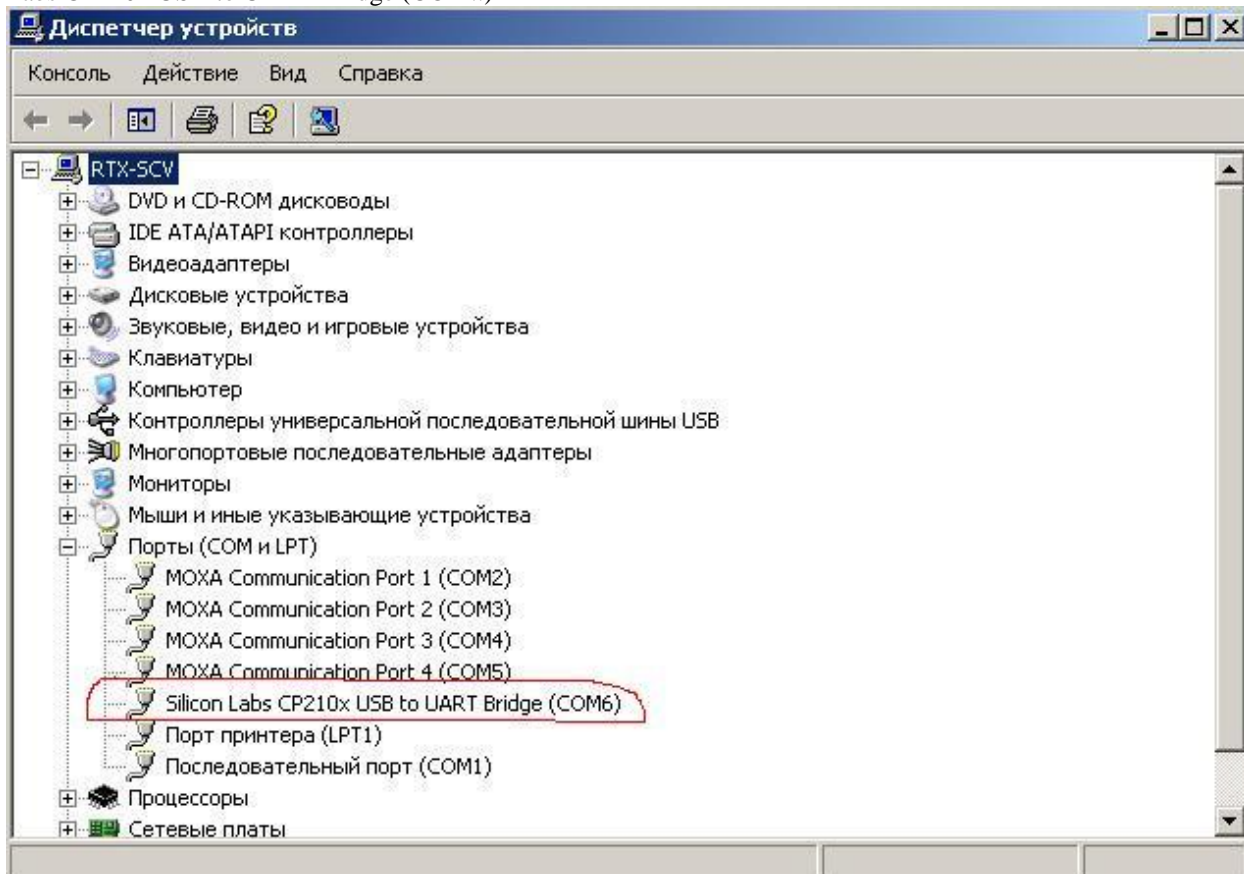 Диспетчер устройств
Консоль Действие Вид Справка
RTX-SCV
DVD и CD-ROM дисководы
IDE ATA/ATAPI контроллеры
Видеоадаптеры
Дисковые устройства
Звуковые, видео и игровые устройства
Клавиатуры
Компьютер
Контроллеры универсальной последовательной шины USB
Многопортовые последовательные адаптеры
Мониторы
Мыши и иные указывающие устройства
Порты (COM и LPT)
MOXA Communication Port 1 (COM2)
MOXA Communication Port 2 (COM3)
MOXA Communication Port 3 (COM4)
MOXA Communication Port 4 (COM5)
Silicon Labs CP210x USB to UART Bridge (COM6)
Порт принтера (LPT1)
Последовательный порт (COM1)
Процессоры
Сетевые платы